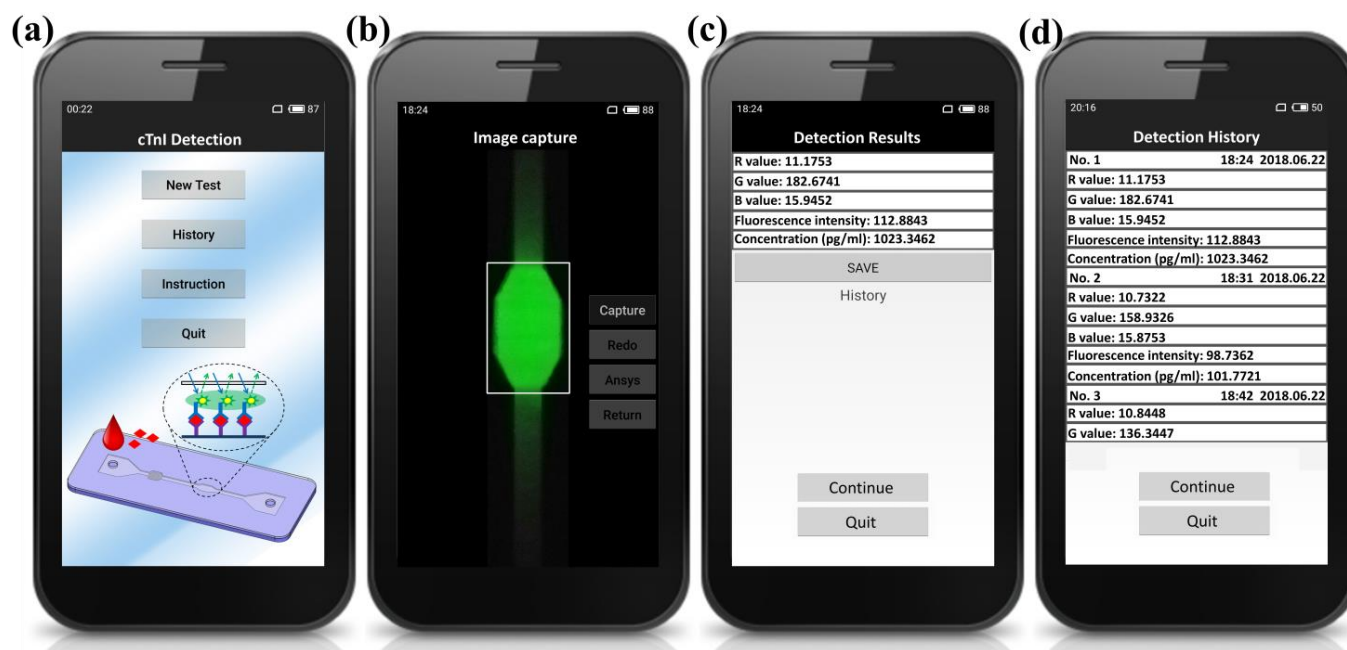 (a)
00:22
87
cTnI Detection
New Test
History
Instruction
Quit
(b)
18:24
88
Image capture
Capture
Redo
Ansys
Return
(c)
18:24
88
Detection Results
R value: 11.1753
G value: 182.6741
B value: 15.9452
Fluorescence intensity: 112.8843
Concentration (pg/ml): 1023.3462
SAVE
History
Continue
Quit
(d)
20:16
50
Detection History
No. 1 18:24 2018.06.22
R value: 11.1753
G value: 182.6741
B value: 15.9452
Fluorescence intensity: 112.8843
Concentration (pg/ml): 1023.3462
No. 2 18:31 2018.06.22
R value: 10.7322
G value: 158.9326
B value: 15.8753
Fluorescence intensity: 98.7362
Concentration (pg/ml): 101.7721
No. 3 18:42 2018.06.22
R value: 10.8448
G value: 136.3447
Continue
Quit